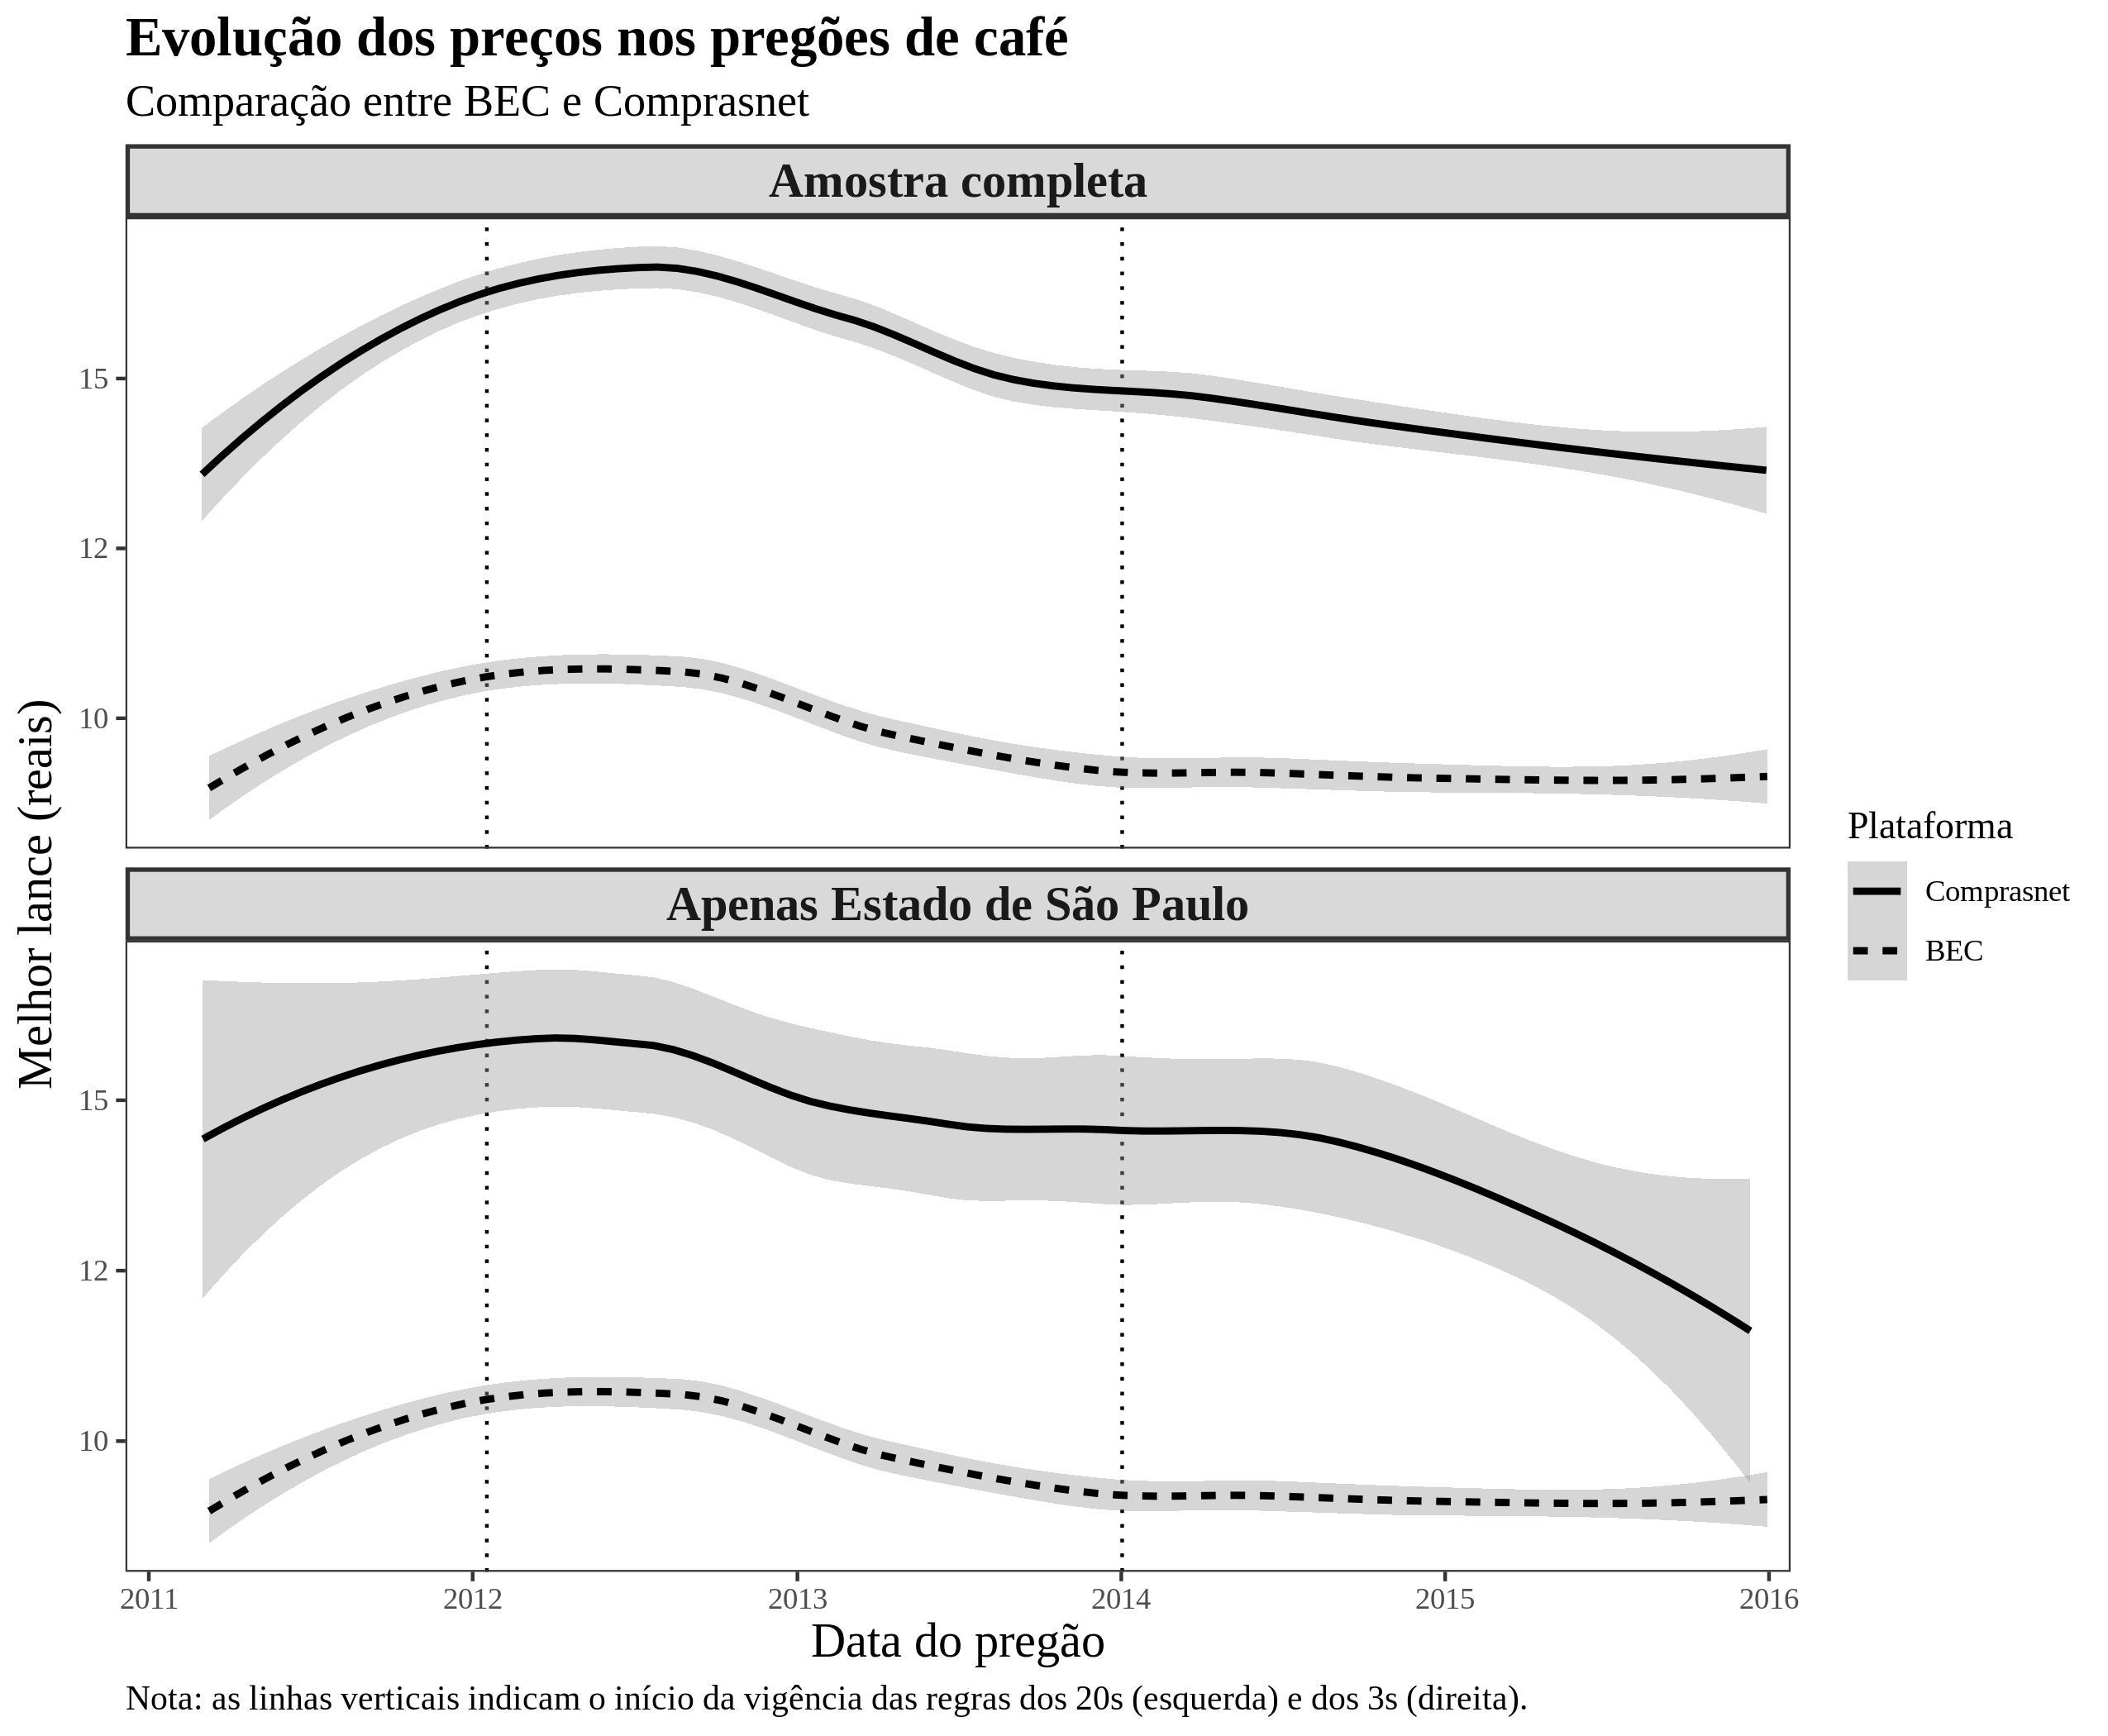 Evolução dos preços nos pregões de café
Comparação entre BEC e Comprasnet
Amostra completa
15
12
10
Melhor lance (reais)
Apenas Estado de São Paulo
15
12
10
2011 2012 2013 2014 2015 2016
Data do pregão
Nota: as linhas verticais indicam o início da vigência das regras dos 20s (esquerda) e dos 3s (direita).
Plataforma
Comprasnet
BEC